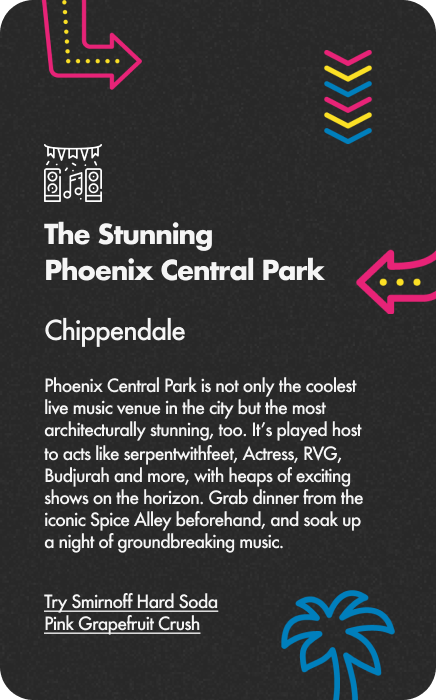 The Stunning
Phoenix Central Park
Chippendale
Phoenix Central Park is not only the coolest
live music venue in the city but the most
architecturally stunning, too. It’s played host
to acts like serpentwithfeet, Actress, RVG,
Budjurah and more, with heaps of exciting
shows on the horizon. Grab dinner from the
iconic Spice Alley beforehand, and soak up
a night of groundbreaking music.
Try Smirnoff Hard Soda
Pink Grapefruit Crush